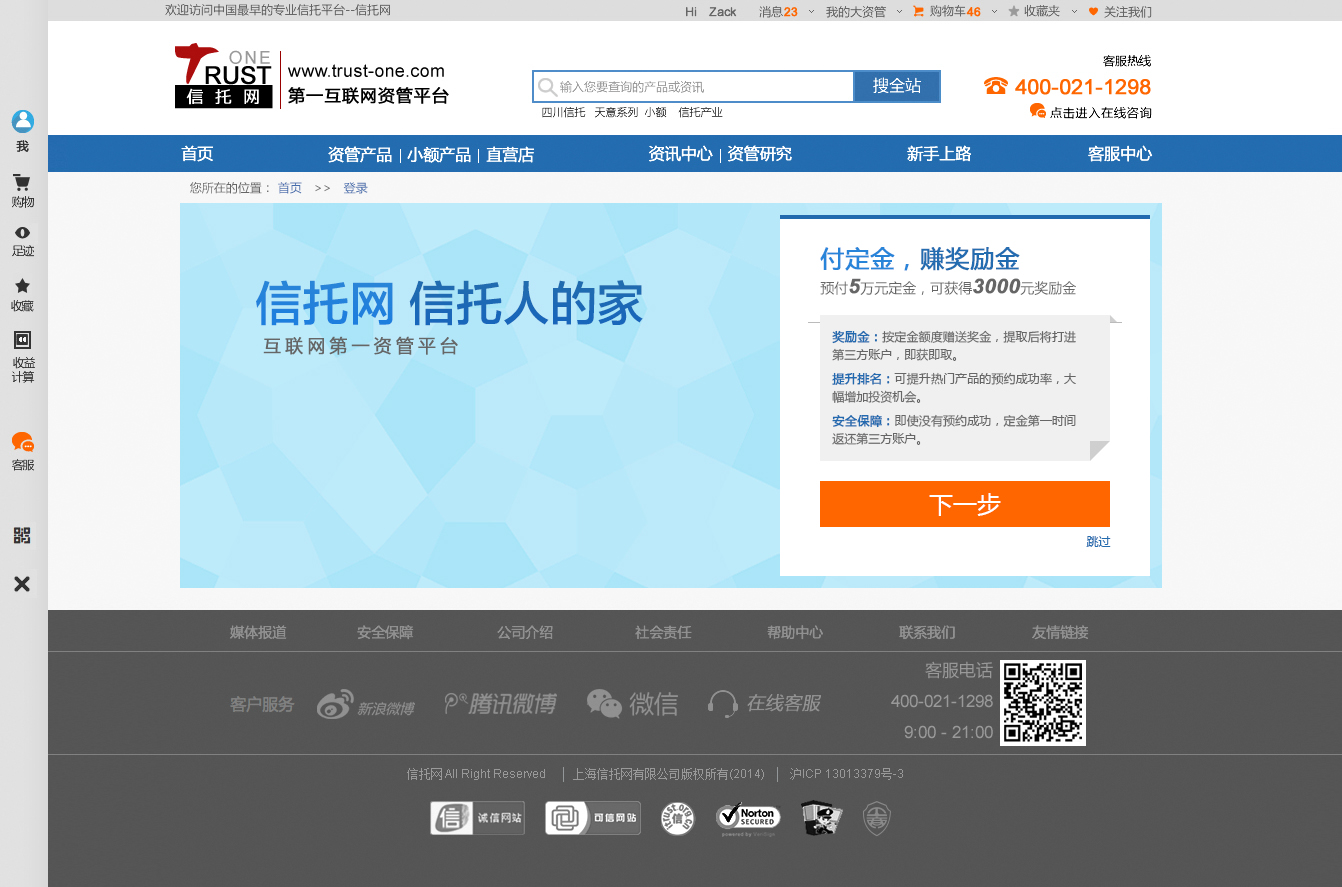 欢迎访问中国最早的专业信托平台--信托网
Hi Zack 消息23 我的大资管 购物车46 收藏夹 关注我们
ONE
TRUST
信托网
www.trust-one.com
第一互联网资管平台
输入您要查询的产品或资讯 搜全站
四川信托 天意系列 小额 信托产业
客服热线
400-021-1298
点击进入在线咨询
我
购物
足迹
收藏
收益
计算
客服
首页 资管产品 | 小额产品 | 直营店 资讯中心 | 资管研究 新手上路 客服中心
您所在的位置： 首页 >> 登录
信托网 信托人的家
互联网第一资管平台
付定金，赚奖励金
预付5万元定金，可获得3000元奖励金
奖励金：按定金额度赠送奖金，提取后将打进
第三方账户，即获即取。
提升排名：可提升热门产品的预约成功率，大
幅增加投资机会。
安全保障：即使没有预约成功，定金第一时间
返还第三方账户。
下一步
跳过
媒体报道 安全保障 公司介绍 社会责任 帮助中心 联系我们 友情链接
客户服务 新浪微博 腾讯微博 微信 在线客服
客服电话
400-021-1298
9:00 - 21:00
信托网 All Right Reserved | 上海信托网有限公司版权所有(2014) | 沪ICP 13013379号-3
信 诚信网站 可信网站 trust.org.c 信 Norton
SECURED
powered by VeriSign